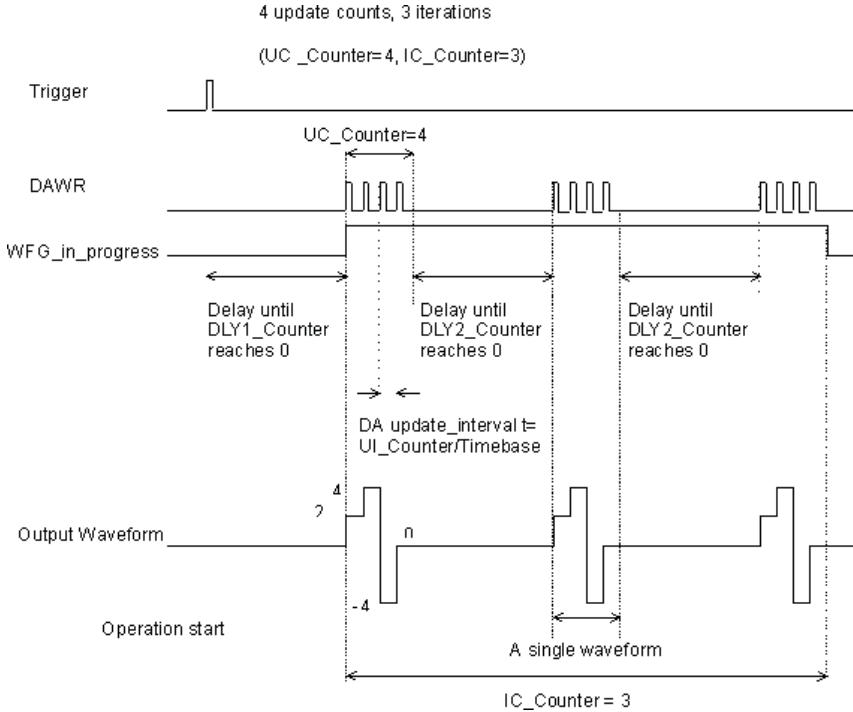 4 update counts, 3 iterations
(UC _Counter=4, IC_Counter=3)
Trigger
UC_Counter=4
DAWR
WFG_in_progress
Delay until
DLY1_Counter
reaches 0
Delay until
DLY2_Counter
reaches 0
Delay until
DLY2_Counter
reaches 0
DA update_interval t=
UI_Counter/Timebase
4
2
0
Output Waveform
-4
Operation start
A single waveform
IC_Counter = 3